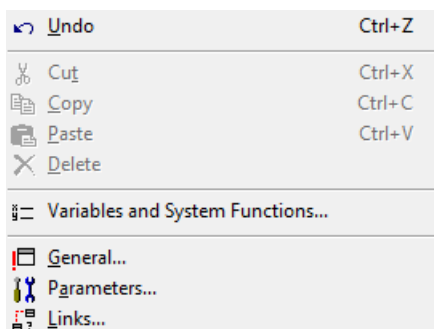 Undo Ctrl+Z
Cut Ctrl+X
Copy Ctrl+C
Paste Ctrl+V
Delete
Variables and System Functions...
General...
Parameters...
Links...